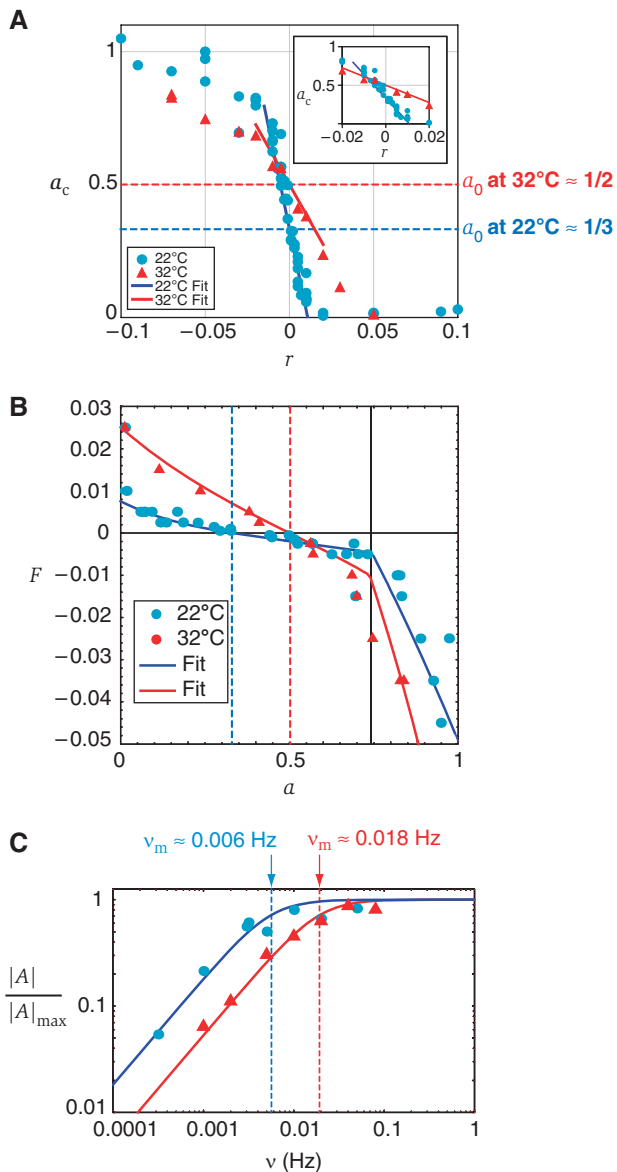 A
1
a_c
0.5
0
−0.1
−0.05
0
0.05
0.1
r
22°C
32°C
22°C Fit
32°C Fit
1
0.5
0
a_c
−0.02
0
0.02
r
a_0 at 32°C ≈ 1/2
a_0 at 22°C ≈ 1/3
B
0.03
0.02
0.01
0
−0.01
−0.02
−0.03
−0.04
−0.05
F
22°C
32°C
Fit
Fit
0
0.5
1
a
C
ν_m ≈ 0.006 Hz
ν_m ≈ 0.018 Hz
1
0.1
0.01
|A|
|A|_max
0.0001
0.001
0.01
0.1
1
ν (Hz)